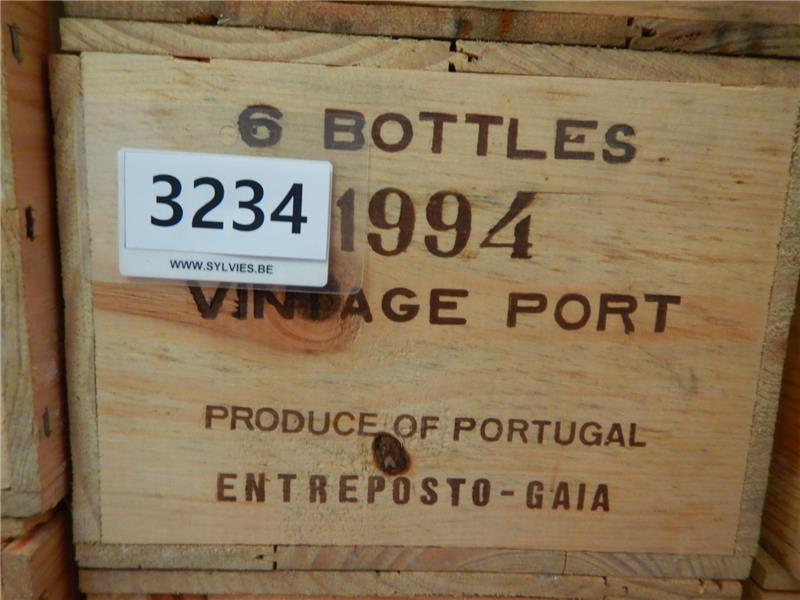 6 BOTTLES
3234
1994
WWW.SYLVIES.BE
VINTAGE PORT
PRODUCE OF PORTUGAL
ENTREPOSTO-GAIA